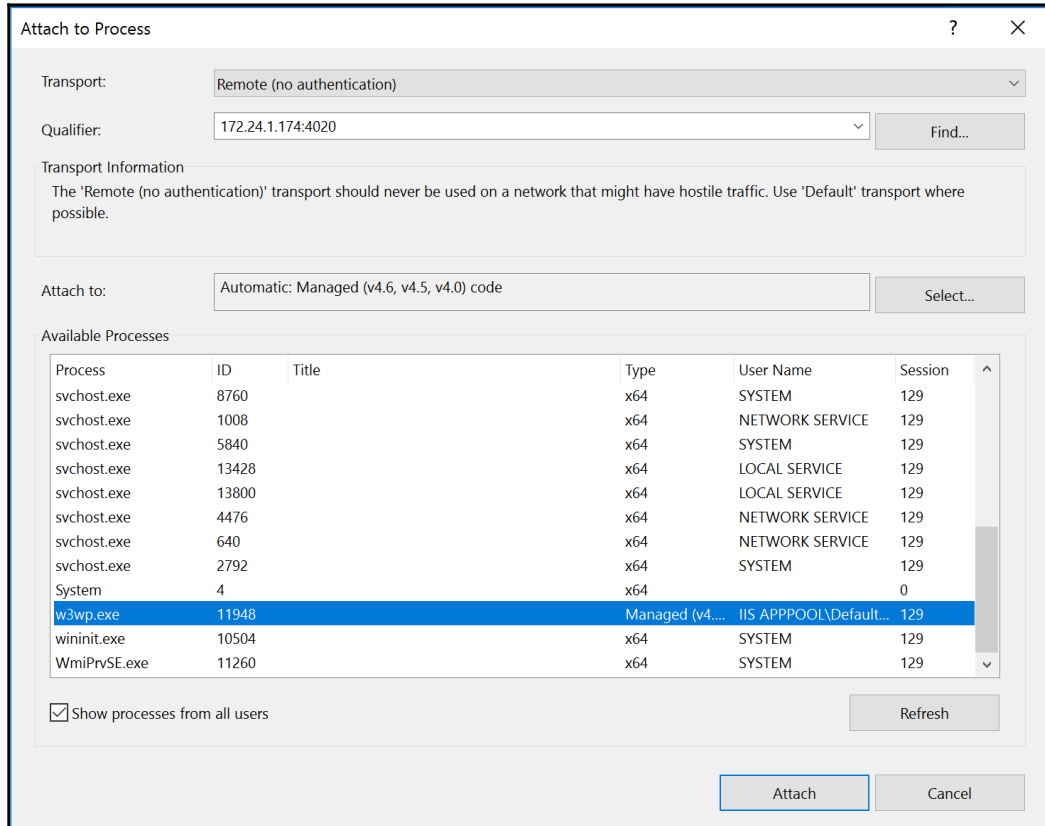 Attach to Process ?
Transport: Remote (no authentication)
Qualifier: 172.24.1.174:4020 Find...
Transport Information
The 'Remote (no authentication)' transport should never be used on a network that might have hostile traffic. Use 'Default' transport where
possible.
Attach to: Automatic: Managed (v4.6, v4.5, v4.0) code Select...
Available Processes
Process ID Title Type User Name Session
svchost.exe 8760 x64 SYSTEM 129
svchost.exe 1008 x64 NETWORK SERVICE 129
svchost.exe 5840 x64 SYSTEM 129
svchost.exe 13428 x64 LOCAL SERVICE 129
svchost.exe 13800 x64 LOCAL SERVICE 129
svchost.exe 4476 x64 NETWORK SERVICE 129
svchost.exe 640 x64 NETWORK SERVICE 129
svchost.exe 2792 x64 SYSTEM 129
System 4 x64 0
w3wp.exe 11948 Managed (v4.... IIS APPPOOL\Default... 129
wininit.exe 10504 x64 SYSTEM 129
WmiPrvSE.exe 11260 x64 SYSTEM 129
Show processes from all users Refresh
Attach Cancel